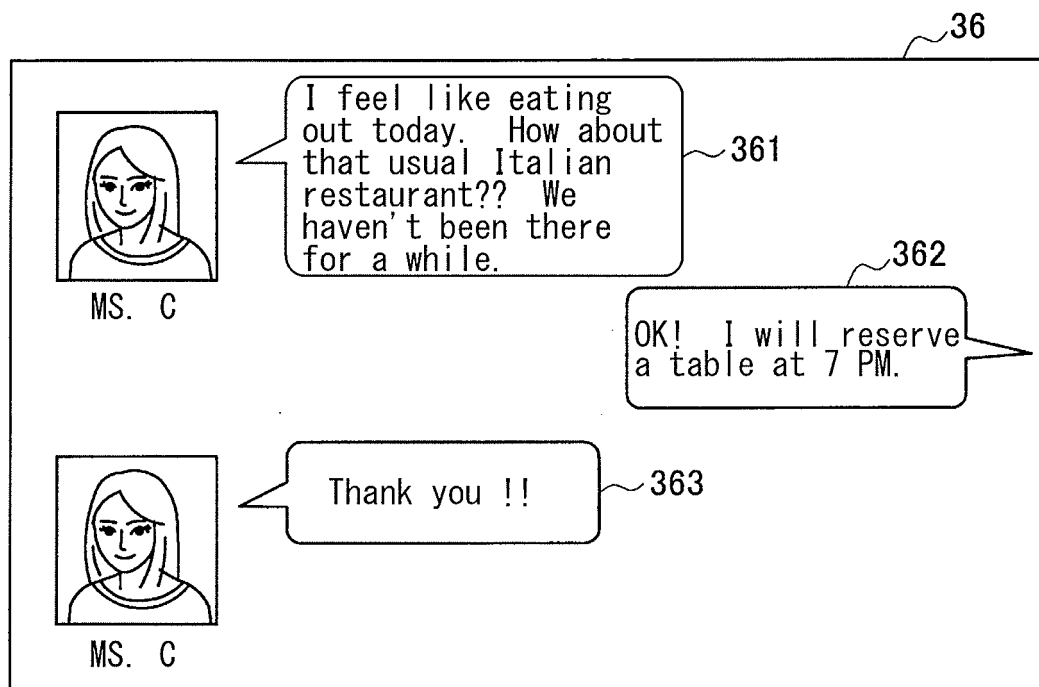 36
I feel like eating
out today.  How about
that usual Italian
restaurant??  We
haven't been there
for a while.
361
MS. C
362
OK!  I will reserve
a table at 7 PM.
Thank you !!
363
MS. C